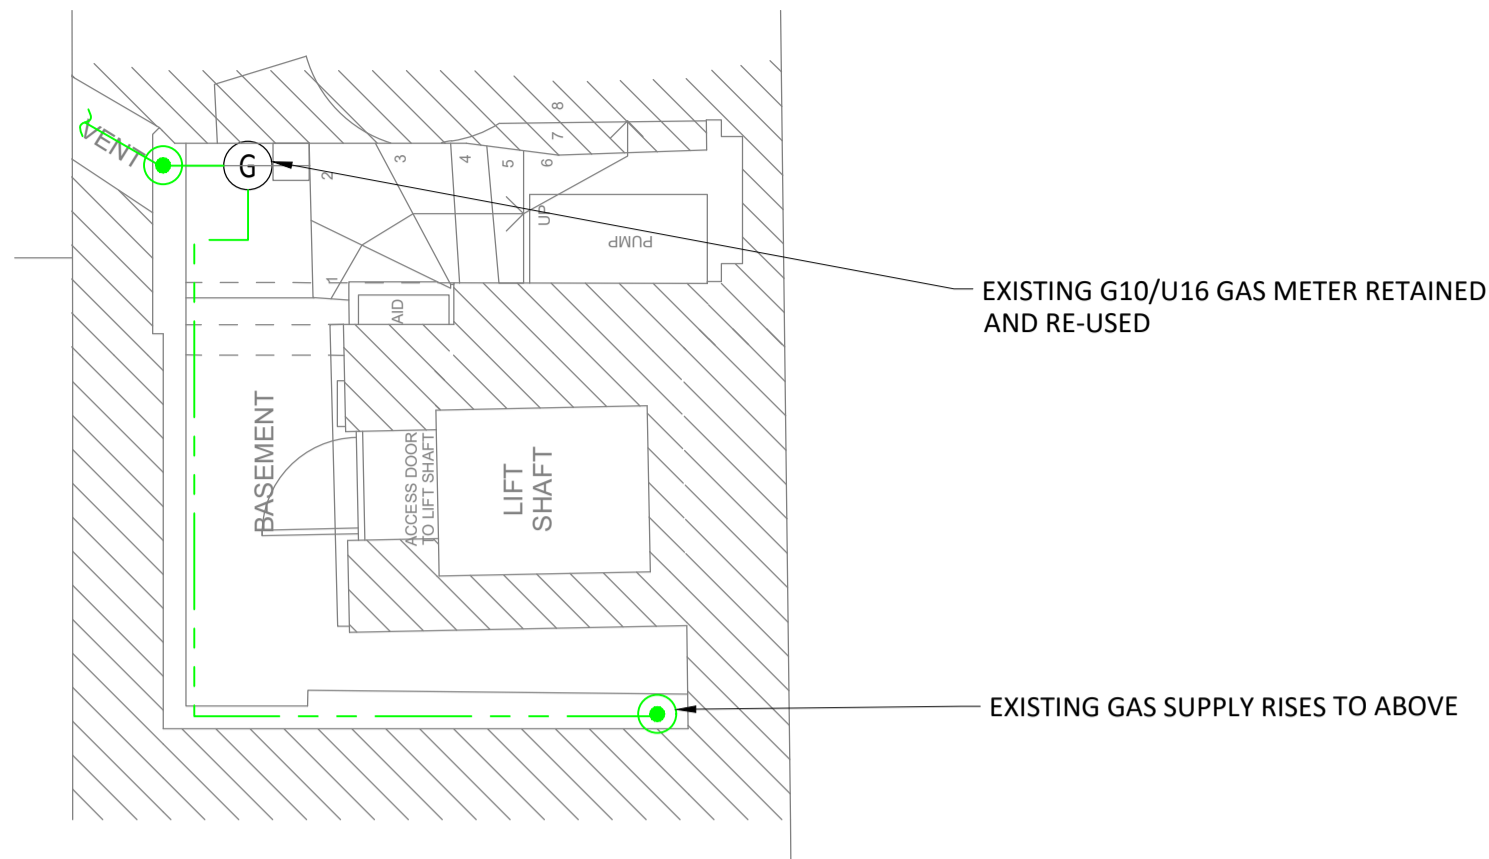 VENT
G
1
2
3
4
5
6
7
8
UP
PUMP
AID
EXISTING G10/U16 GAS METER RETAINED
AND RE-USED
BASEMENT
ACCESS DOOR
TO LIFT SHAFT
LIFT
SHAFT
EXISTING GAS SUPPLY RISES TO ABOVE